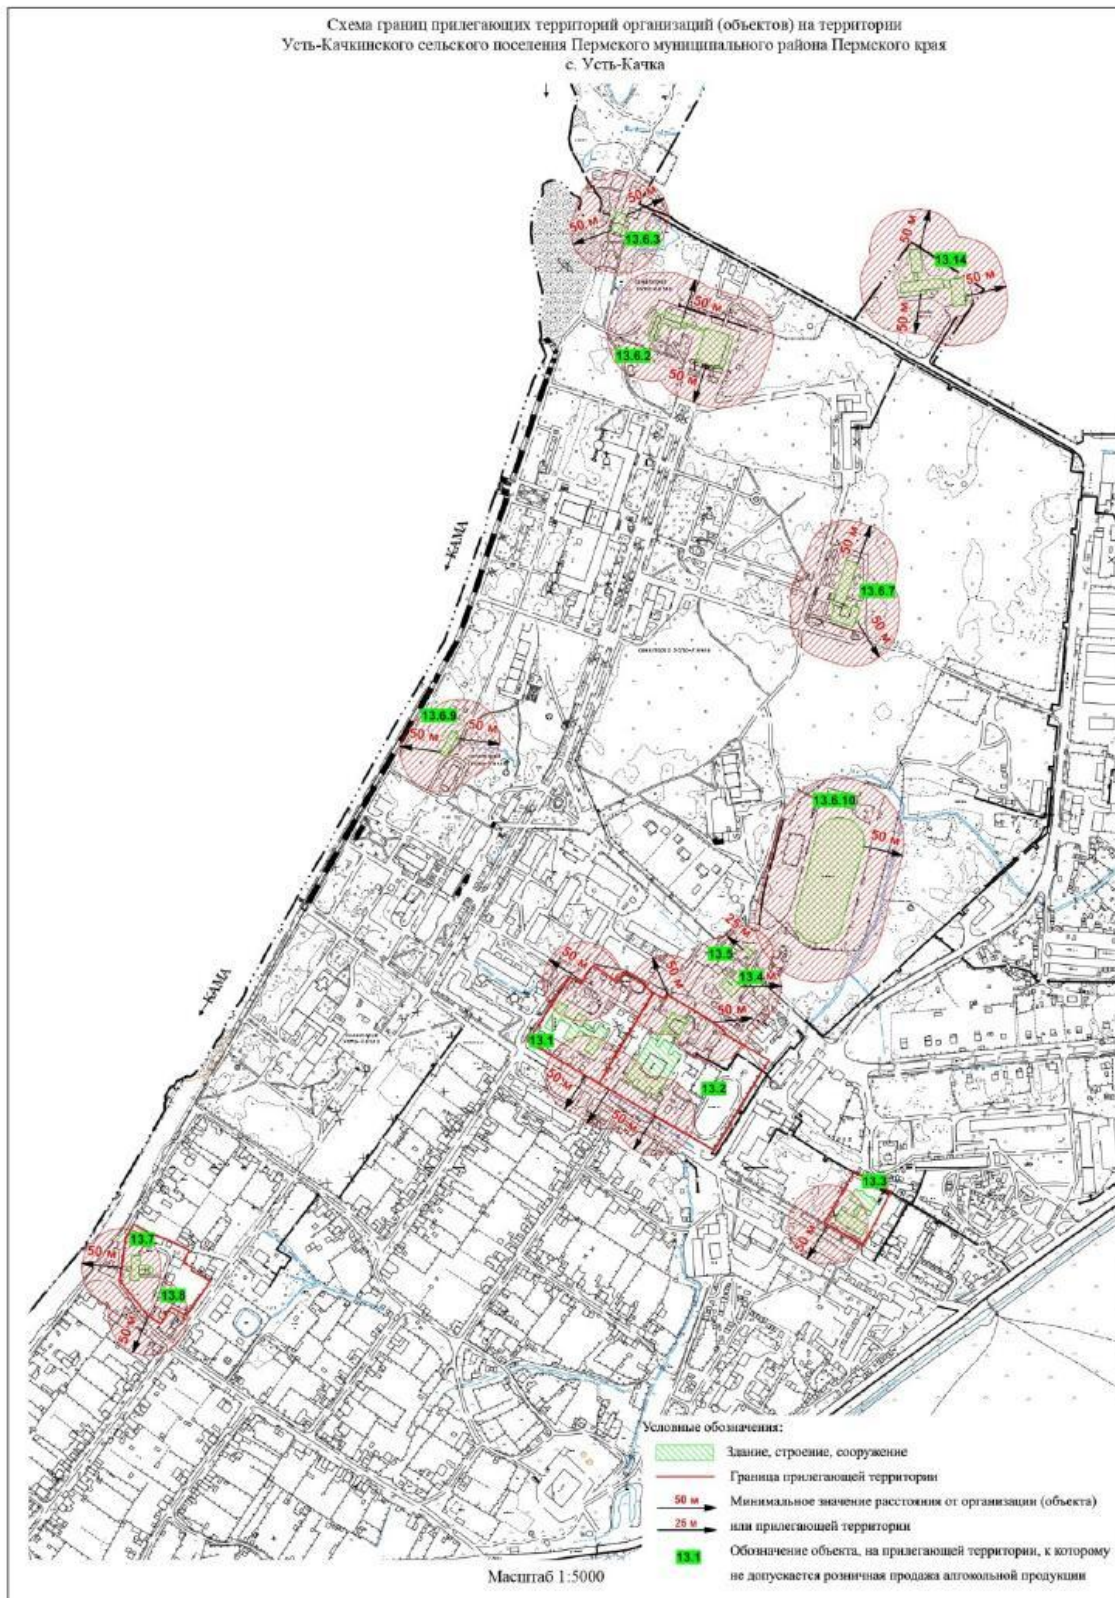 Схема границ прилегающих территорий организаций (объектов) на территории
Усть-Качкинского сельского поселения Пермского муниципального района Пермского края
с. Усть-Качка
50 м
50 м
13.6.3
50 м
13.14
50 м
50 м
50 м
13.6.2
50 м
КАМА
50 м
13.6.7
50 м
13.6.9
50 м
50 м
13.6.10
50 м
25 м
13.5
13.4
50 м
50 м
50 м
КАМА
13.1
13.2
50 м
50 м
13.3
50 м
13.7
50 м
13.8
50 м
Условные обозначения:
Здание, строение, сооружение
Граница прилегающей территории
50 м
Минимальное значение расстояния от организации (объекта)
25 м
или прилегающей территории
13.1
Обозначение объекта, на прилегающей территории, к которому
не допускается розничная продажа алгокольной продукции
Масштаб 1:5000